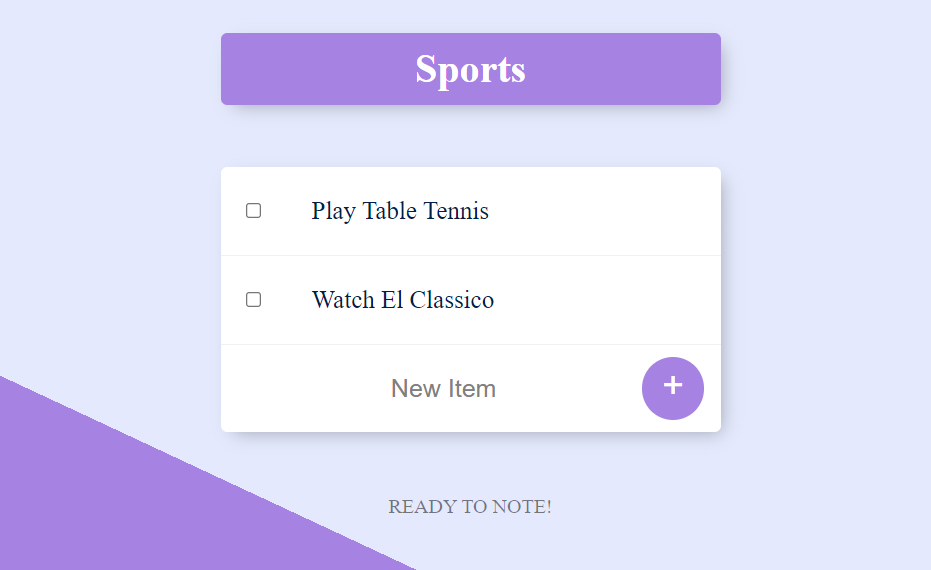 Sports
Play Table Tennis
Watch El Classico
New Item
+
READY TO NOTE!